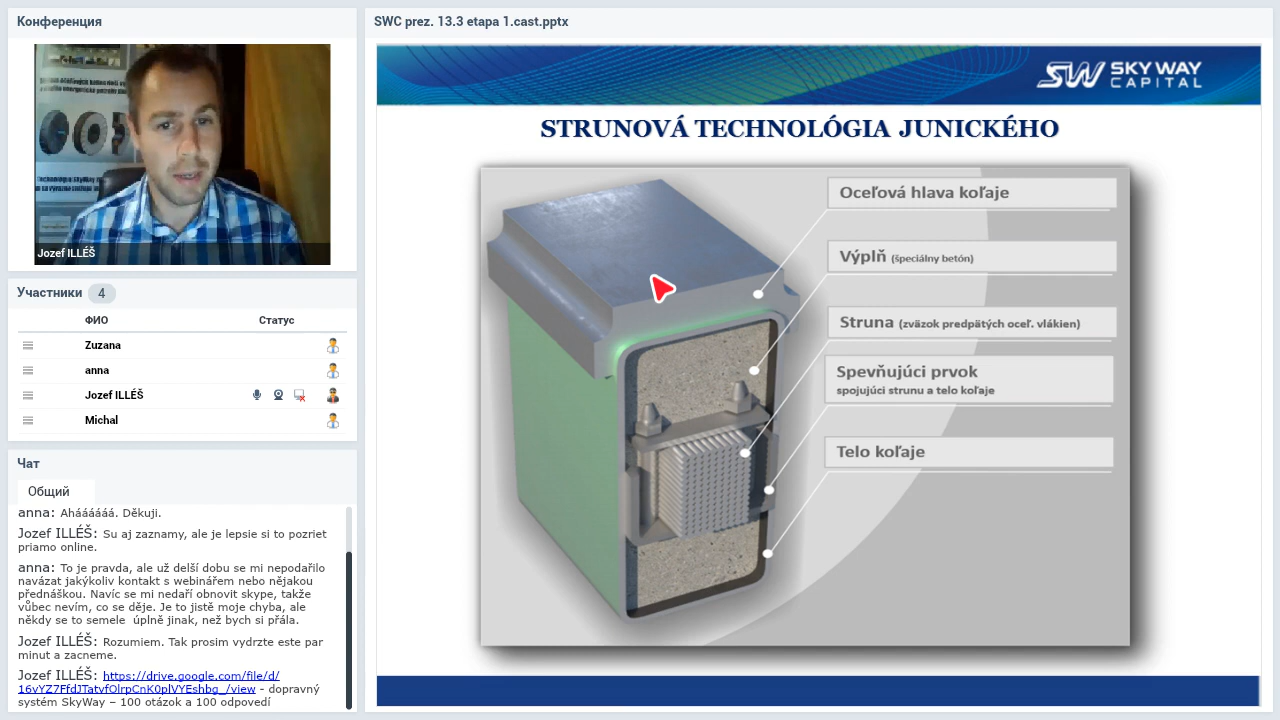 Конференция
Jozef ILLÉŠ
Участники 4
ФИО Статус
Zuzana
anna
Jozef ILLÉŠ
Michal
Чат
Общий
anna: Aháááááá. Děkuji.
Jozef ILLÉŠ: Su aj zaznamy, ale je lepsie si to pozriet
priamo online.
anna: To je pravda, ale už delší dobu se mi nepodařilo
navázat jakýkoliv kontakt s webinářem nebo nějakou
přednáškou. Navíc se mi nedaří obnovit skype, takže
vůbec nevím, co se děje. Je to jistě moje chyba, ale
někdy se to semele  úplně jinak, než bych si přála.
Jozef ILLÉŠ: Rozumiem. Tak prosim vydrzte este par
minut a zacneme.
Jozef ILLÉŠ: https://drive.google.com/file/d/
16vYZ7FfdJTatvfOlrpCnK0plVYEshbg_/view - dopravný
systém SkyWay – 100 otázok a 100 odpovedí
SWC prez. 13.3 etapa 1.cast.pptx
SW SKY WAY
CAPITAL
STRUNOVÁ TECHNOLÓGIA JUNICKÉHO
Oceľová hlava koľaje
Výplň (špeciálny betón)
Struna (zväzok predpätých oceľ. vlákien)
Spevňujúci prvok
spojujúci strunu a telo koľaje
Telo koľaje